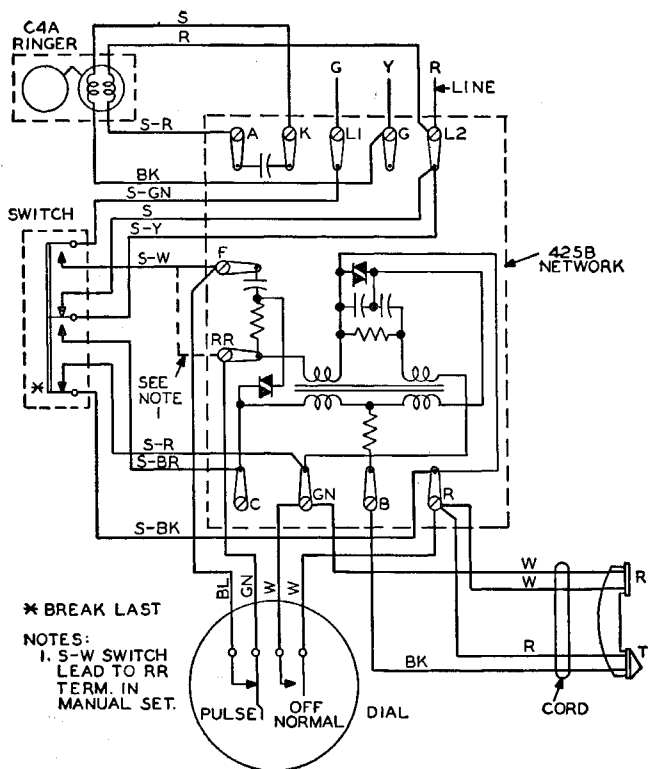 C4A
RINGER
S
R
G
Y
R
LINE
S-R
A
K
L1
G
L2
BK
S-GN
SWITCH
S
S-Y
S-W
F
425B
NETWORK
RR
SEE
NOTE
1
*
S-R
S-BR
C
GN
B
R
S-BK
W
R
W
BL
GN
W
W
* BREAK LAST
NOTES:
1. S-W SWITCH
LEAD TO RR
TERM. IN
MANUAL SET.
R
T
BK
PULSE
OFF
NORMAL
DIAL
CORD